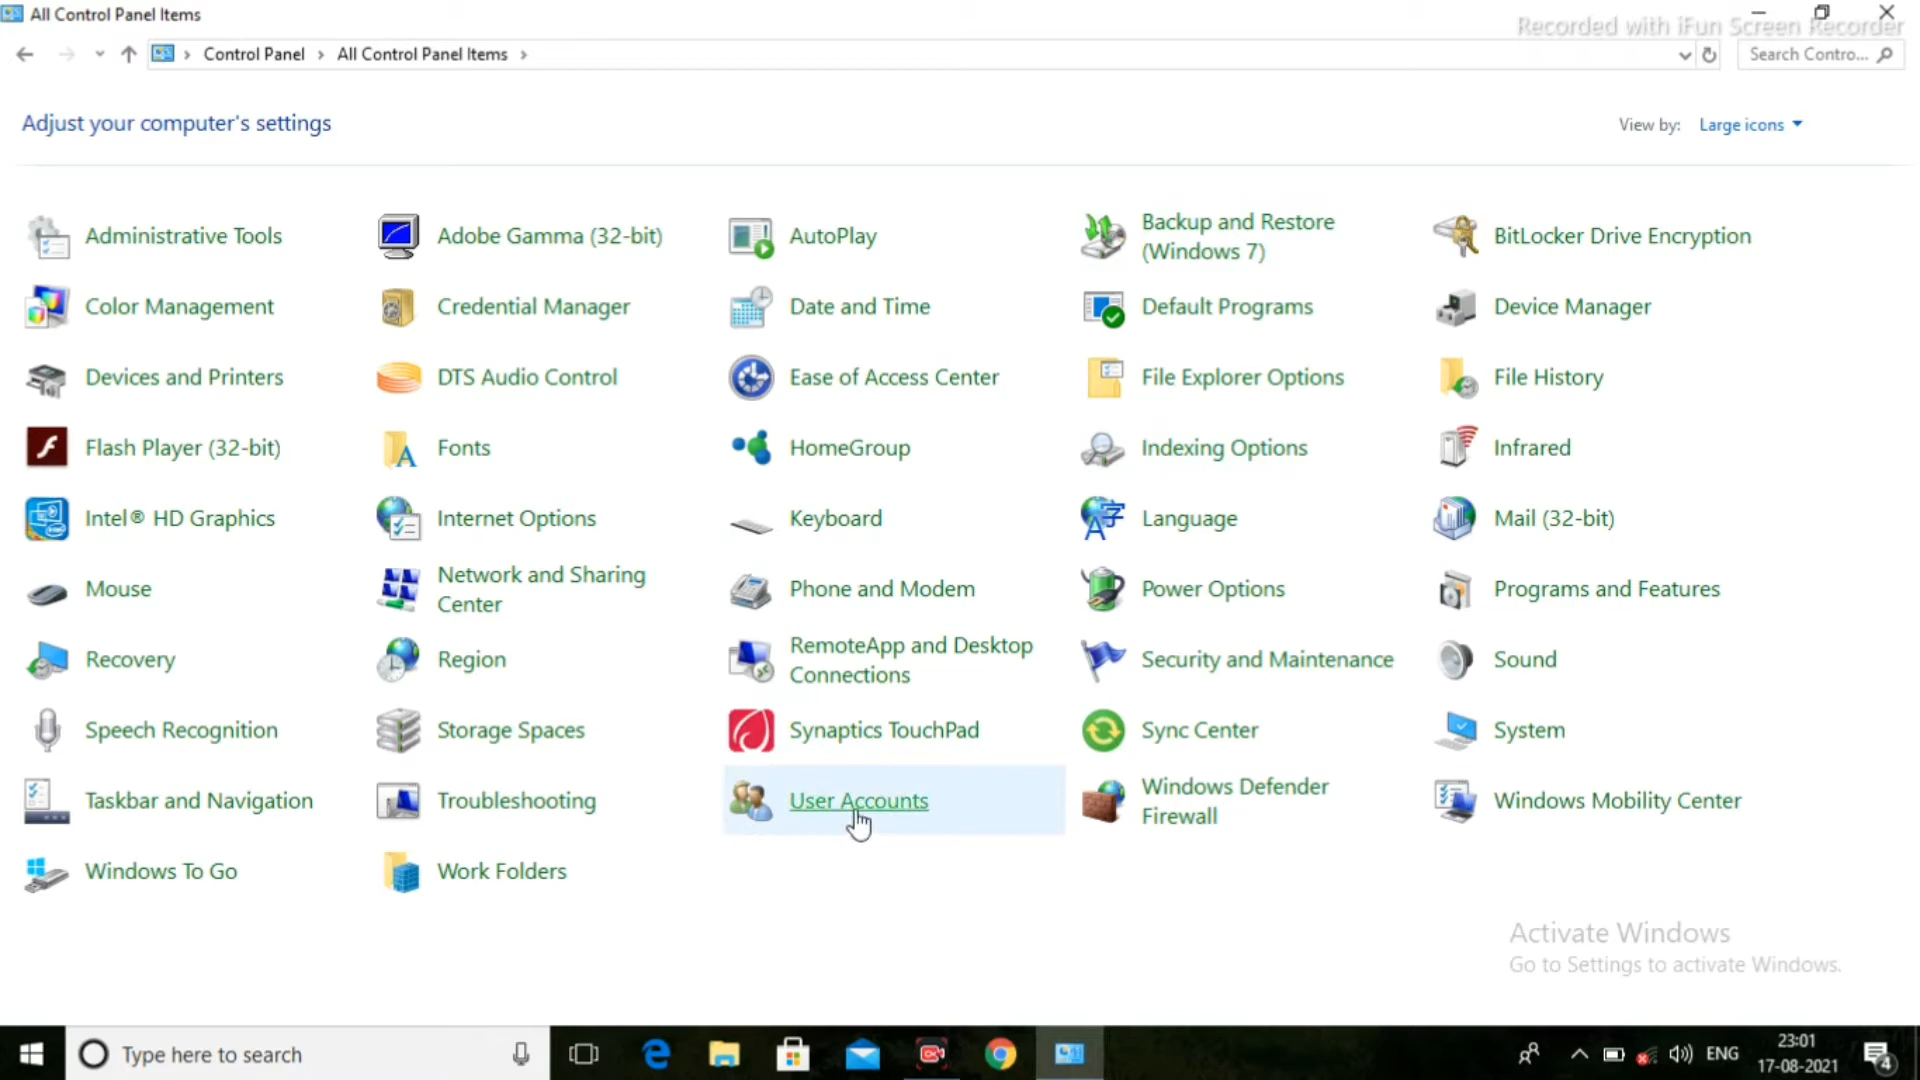 All Control Panel Items
Recorded with iFun Screen Recorder
Control Panel > All Control Panel Items >
Search Contro...
Adjust your computer's settings
View by: Large icons
Administrative Tools
Adobe Gamma (32-bit)
AutoPlay
Backup and Restore
(Windows 7)
BitLocker Drive Encryption
Color Management
Credential Manager
Date and Time
Default Programs
Device Manager
Devices and Printers
DTS Audio Control
Ease of Access Center
File Explorer Options
File History
Flash Player (32-bit)
Fonts
HomeGroup
Indexing Options
Infrared
Intel® HD Graphics
Internet Options
Keyboard
Language
Mail (32-bit)
Mouse
Network and Sharing
Center
Phone and Modem
Power Options
Programs and Features
Recovery
Region
RemoteApp and Desktop
Connections
Security and Maintenance
Sound
Speech Recognition
Storage Spaces
Synaptics TouchPad
Sync Center
System
Taskbar and Navigation
Troubleshooting
User Accounts
Windows Defender
Firewall
Windows Mobility Center
Windows To Go
Work Folders
Activate Windows
Go to Settings to activate Windows.
Type here to search
ENG
23:01
17-08-2021
4